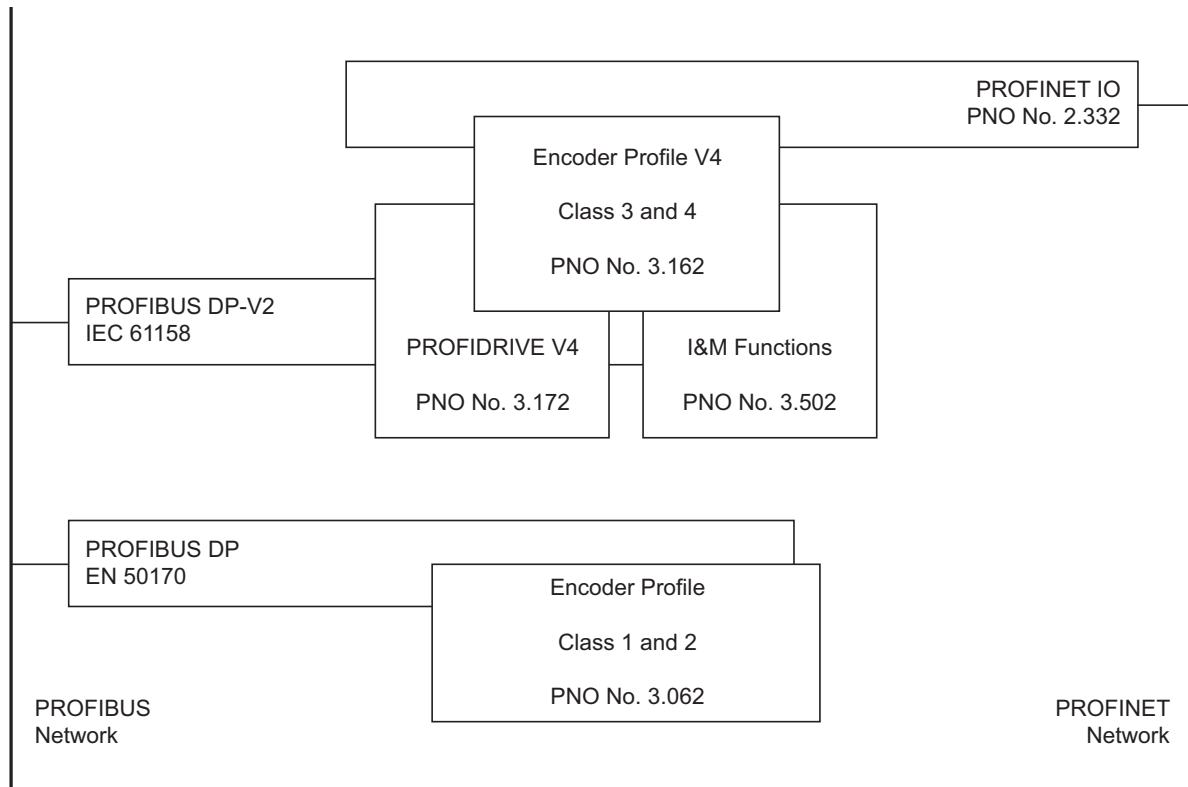 PROFINET IO
PNO No. 2.332
Encoder Profile V4
Class 3 and 4
PNO No. 3.162
PROFIBUS DP-V2
IEC 61158
PROFIDRIVE V4
PNO No. 3.172
I&M Functions
PNO No. 3.502
PROFIBUS DP
EN 50170
Encoder Profile
Class 1 and 2
PNO No. 3.062
PROFIBUS
Network
PROFINET
Network